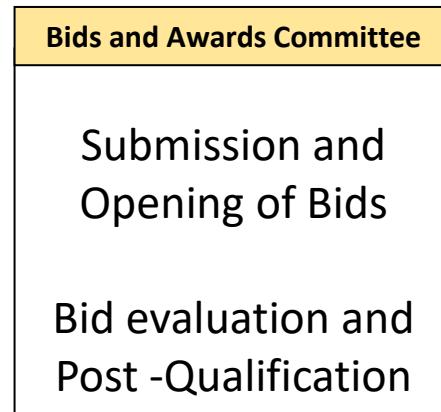 Bids and Awards Committee
Submission and
Opening of Bids
Bid evaluation and
Post -Qualification